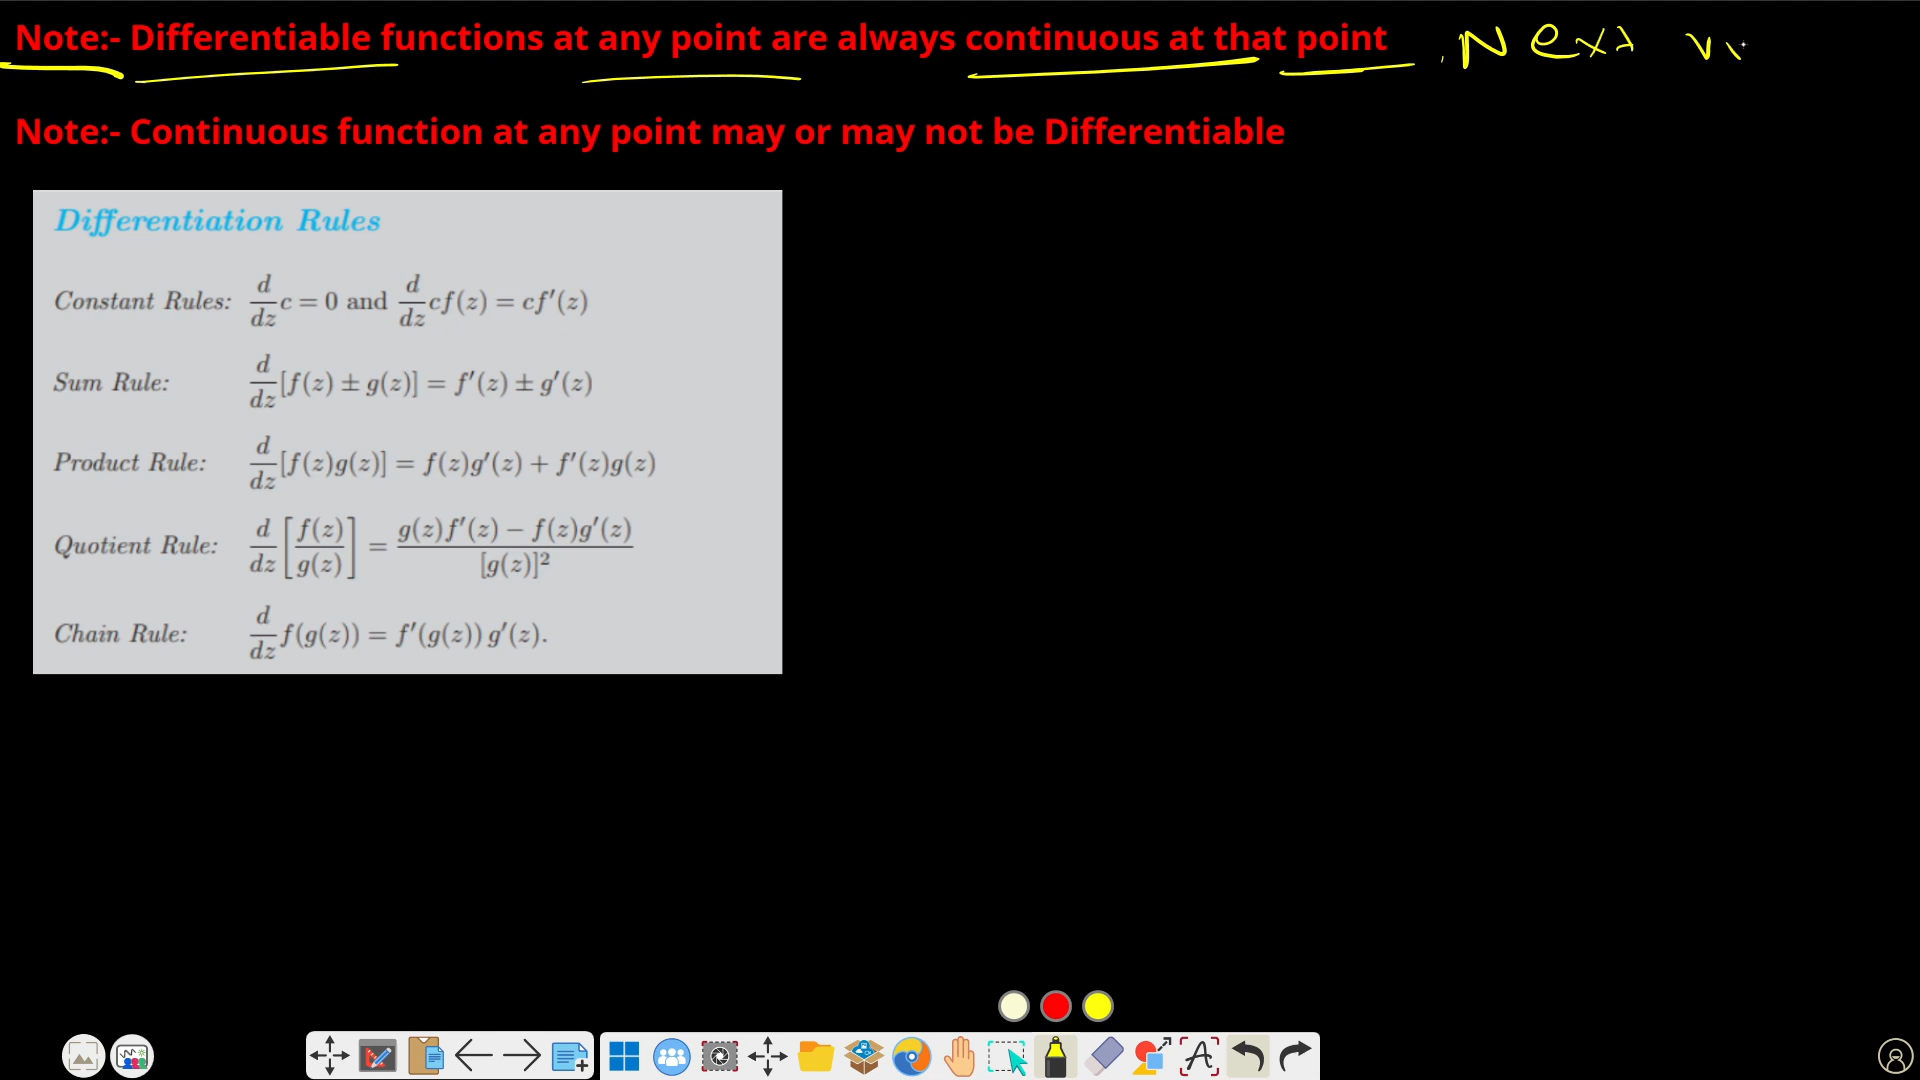 Note:- Differentiable functions at any point are always continuous at that point Next
Note:- Continuous function at any point may or may not be Differentiable
Differentiation Rules
Constant Rules: d/dz c = 0 and d/dz cf(z) = cf′(z)
Sum Rule: d/dz [f(z) ± g(z)] = f′(z) ± g′(z)
Product Rule: d/dz [f(z)g(z)] = f(z)g′(z) + f′(z)g(z)
Quotient Rule: d/dz [f(z)/g(z)] = g(z)f′(z) − f(z)g′(z)/[g(z)]²
Chain Rule: d/dz f(g(z)) = f′(g(z)) g′(z).